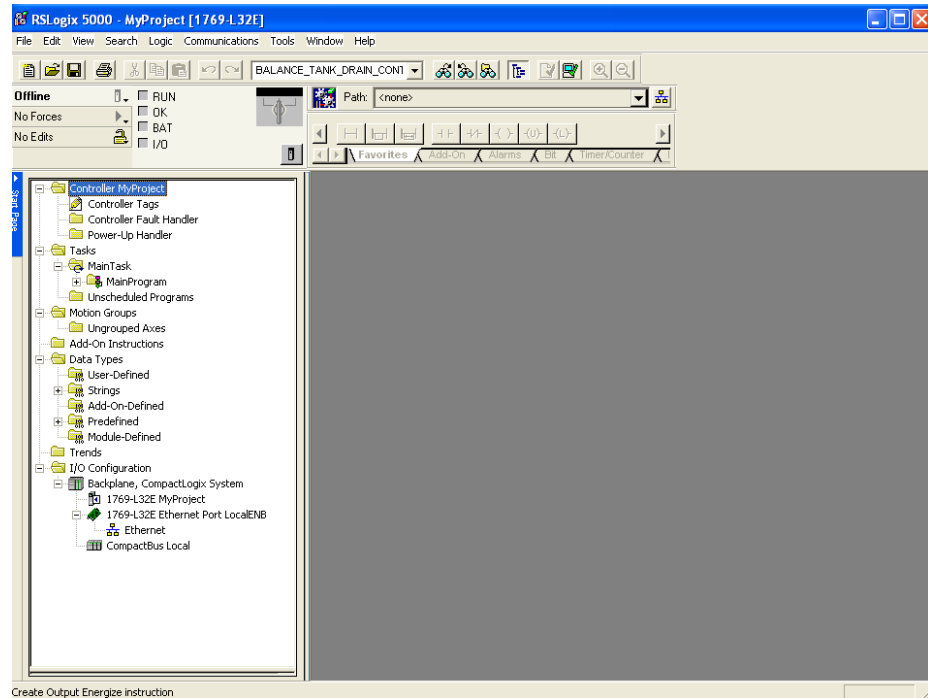 RSLogix 5000 - MyProject [1769-L32E]
File Edit View Search Logic Communications Tools Window Help
BALANCE_TANK_DRAIN_CONT
Offline
RUN
No Forces
OK
No Edits
BAT
I/O
Path: <none>
Favorites Add-On Alarms Bit Timer/Counter
Start Page
Controller MyProject
Controller Tags
Controller Fault Handler
Power-Up Handler
Tasks
MainTask
MainProgram
Unscheduled Programs
Motion Groups
Ungrouped Axes
Add-On Instructions
Data Types
User-Defined
Strings
Add-On-Defined
Predefined
Module-Defined
Trends
I/O Configuration
Backplane, CompactLogix System
1769-L32E MyProject
1769-L32E Ethernet Port LocalENB
Ethernet
CompactBus Local
Create Output Energize instruction